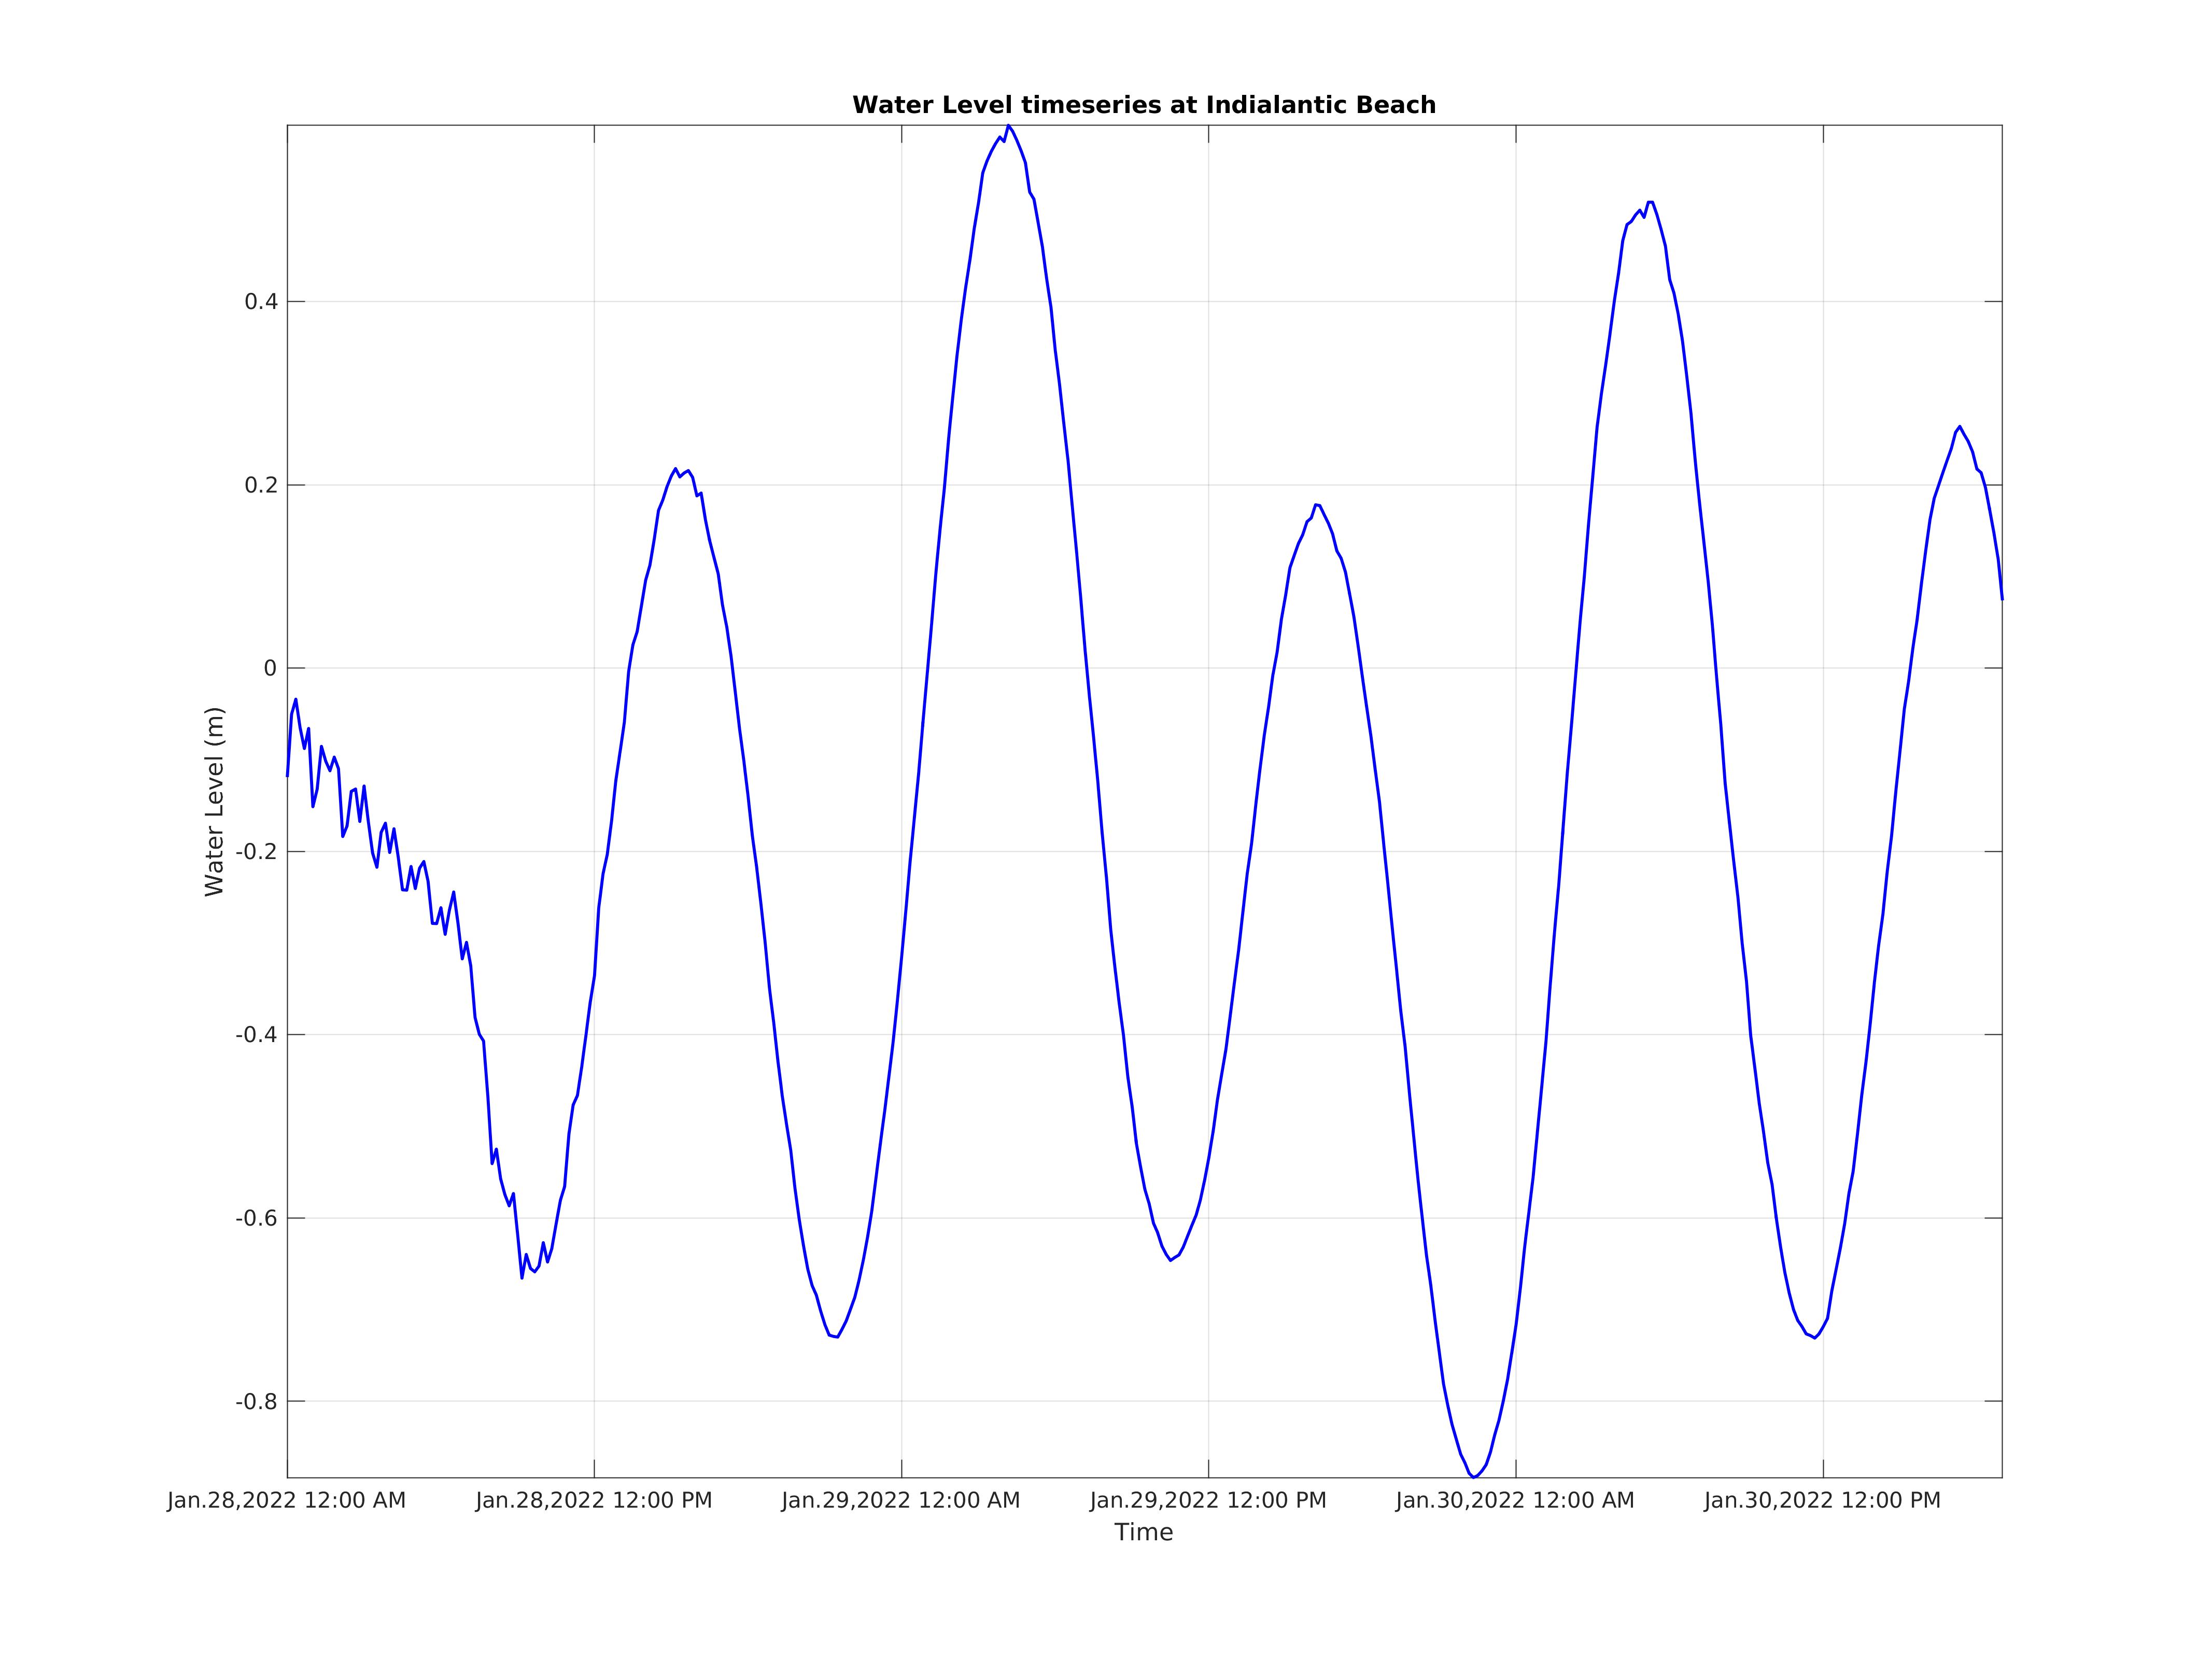 Water Level timeseries at Indialantic Beach
0.4
0.2
0
-0.2
-0.4
-0.6
-0.8
Water Level (m)
Jan.28,2022 12:00 AM
Jan.28,2022 12:00 PM
Jan.29,2022 12:00 AM
Jan.29,2022 12:00 PM
Jan.30,2022 12:00 AM
Jan.30,2022 12:00 PM
Time